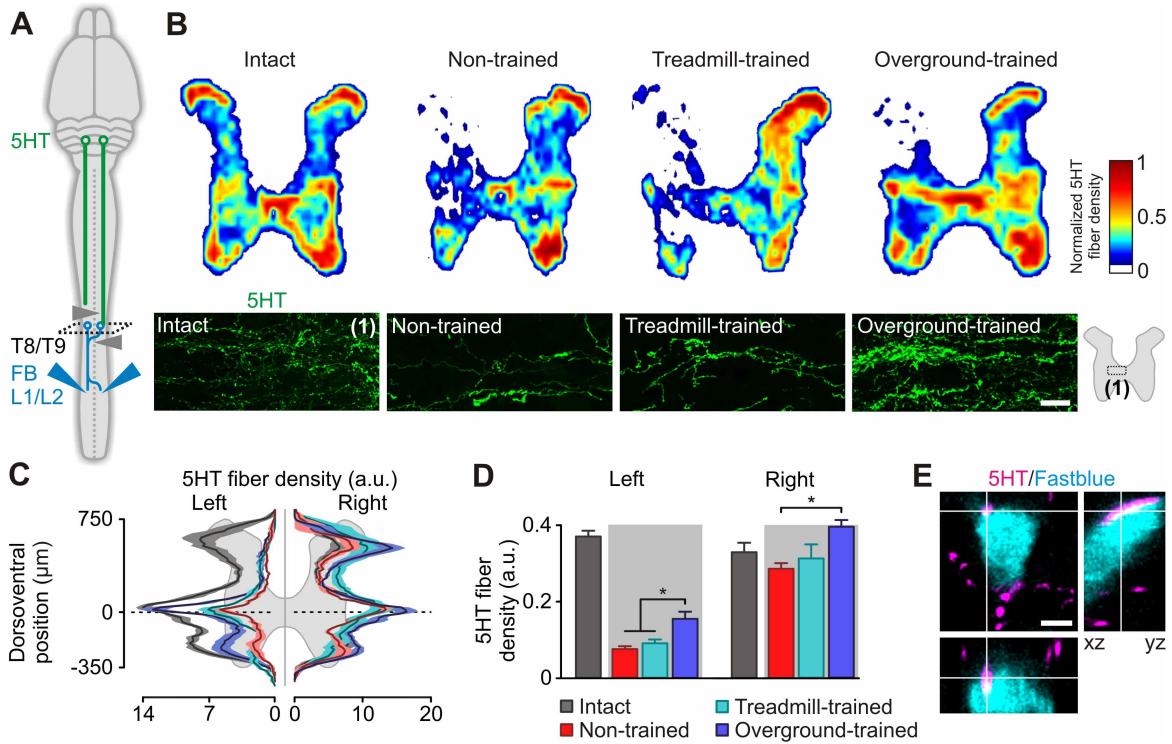 A
5HT
T8/T9
FB
L1/L2
B
Intact
Non-trained
Treadmill-trained
Overground-trained
Normalized 5HT
fiber density
1
0.5
0
5HT
Intact
(1)
Non-trained
Treadmill-trained
Overground-trained
(1)
C
5HT fiber density (a.u.)
Left
Right
Dorsoventral
position (µm)
750
0
-350
14
7
0
0
10
20
D
Left
Right
5HT fiber
density (a.u.)
0.4
0.2
0
*
*
Intact
Non-trained
Treadmill-trained
Overground-trained
E
5HT/Fastblue
xz
yz